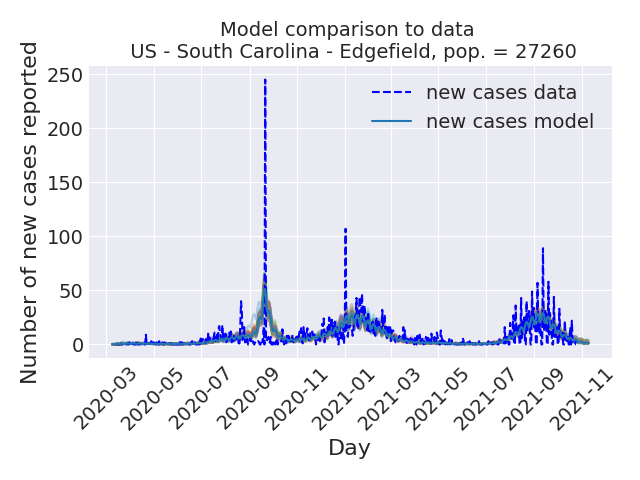 Model comparison to data
US - South Carolina - Edgefield, pop. = 27260
Number of new cases reported
250
200
150
100
50
0
new cases data
new cases model
2020-03
2020-05
2020-07
2020-09
2020-11
2021-01
2021-03
2021-05
2021-07
2021-09
2021-11
Day